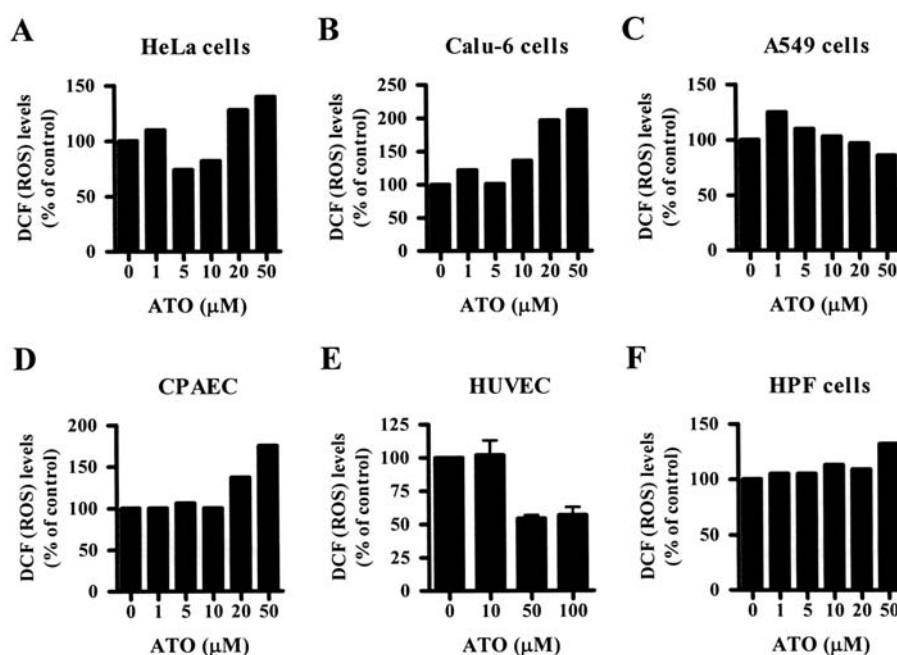 A
HeLa cells
DCF (ROS) levels
(% of control)
150
100
50
0
0 1 5 10 20 50
ATO (μM)
B
Calu-6 cells
DCF (ROS) levels
(% of control)
250
200
150
100
50
0
0 1 5 10 20 50
ATO (μM)
C
A549 cells
DCF (ROS) levels
(% of control)
150
100
50
0
0 1 5 10 20 50
ATO (μM)
D
CPAEC
DCF (ROS) levels
(% of control)
200
150
100
50
0
0 1 5 10 20 50
ATO (μM)
E
HUVEC
DCF (ROS) levels
(% of control)
125
100
75
50
25
0
0 10 50 100
ATO (μM)
F
HPF cells
DCF (ROS) levels
(% of control)
150
100
50
0
0 1 5 10 20 50
ATO (μM)